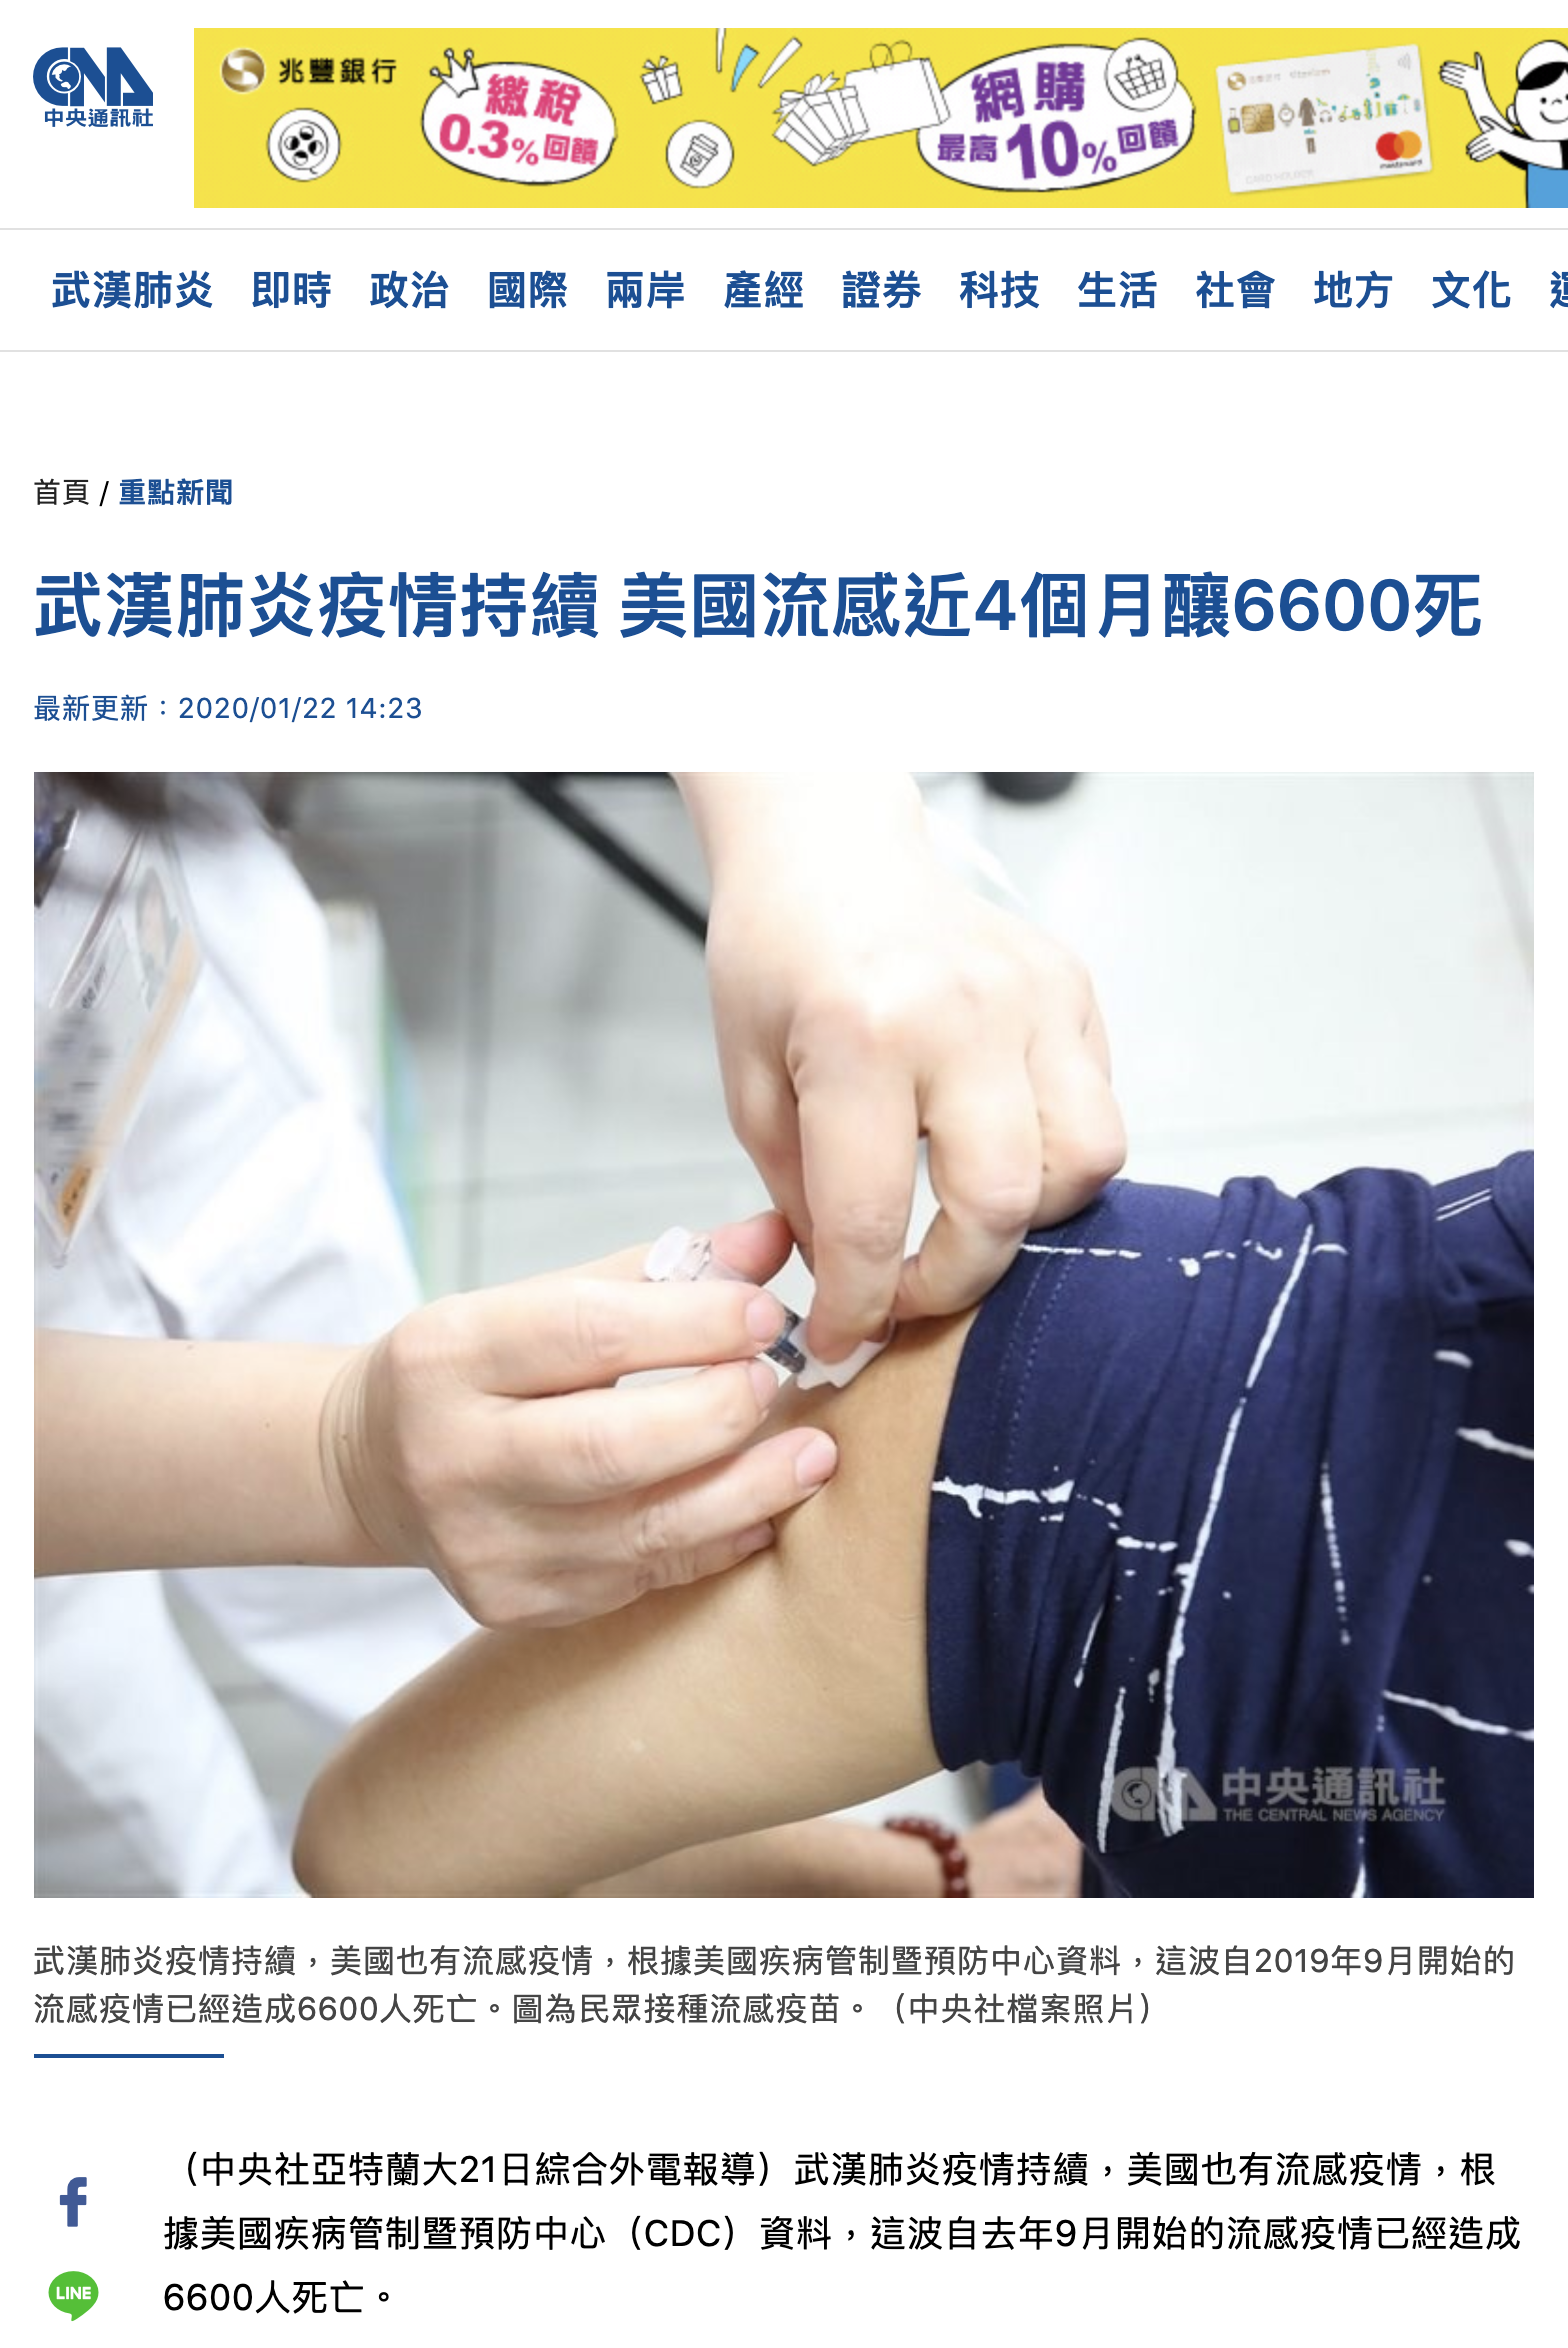 中央通訊社
兆豐銀行
繳稅
0.3%回饋
網購
最高10%回饋
mastercard
CARD HOLDER
武漢肺炎 即時 政治 國際 兩岸 產經 證券 科技 生活 社會 地方 文化
首頁 / 重點新聞
武漢肺炎疫情持續 美國流感近4個月釀6600死
最新更新：2020/01/22 14:23
中央通訊社
THE CENTRAL NEWS AGENCY
武漢肺炎疫情持續，美國也有流感疫情，根據美國疾病管制暨預防中心資料，這波自2019年9月開始的
流感疫情已經造成6600人死亡。圖為民眾接種流感疫苗。（中央社檔案照片）
（中央社亞特蘭大21日綜合外電報導）武漢肺炎疫情持續，美國也有流感疫情，根
據美國疾病管制暨預防中心（CDC）資料，這波自去年9月開始的流感疫情已經造成
LINE
6600人死亡。